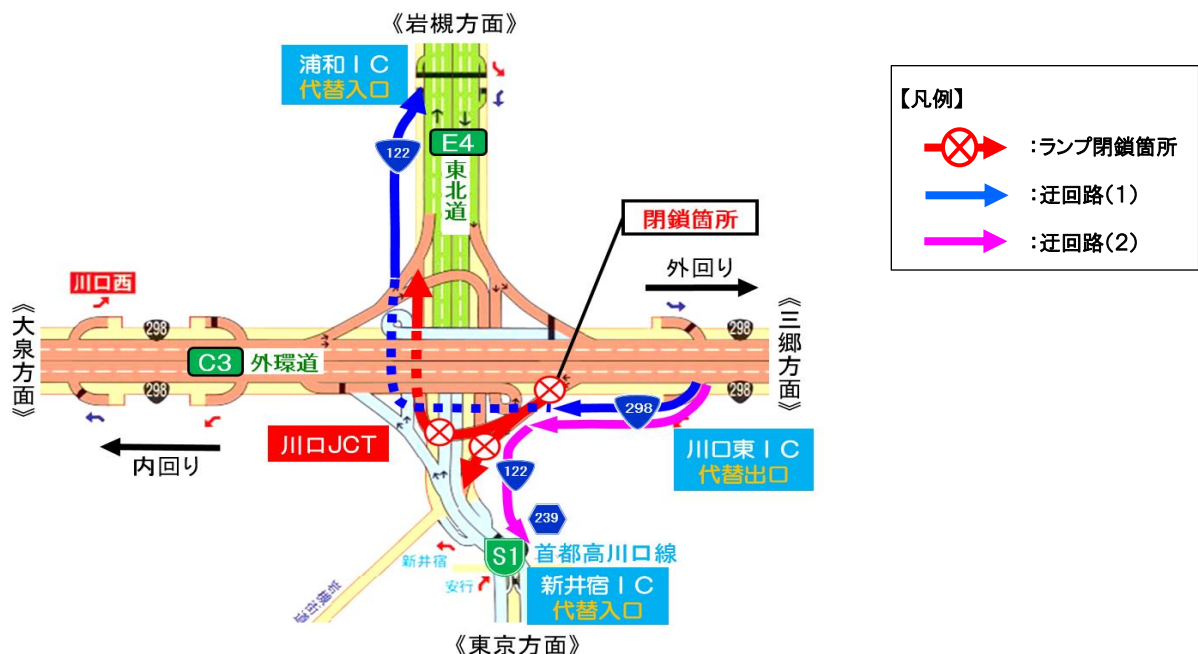 《岩槻方面》
浦和IC
代替入口
122
E4
東北道
閉鎖箇所
外回り
川口西
298
298
《大泉方面》
C3 外環道
《三郷方面》
298
298
298
川口JCT
内回り
川口東IC
代替出口
122
239
S1 首都高川口線
新井宿
安行
新井宿IC
代替入口
岩槻街道
《東京方面》
【凡例】
:ランプ閉鎖箇所
:迂回路(1)
:迂回路(2)